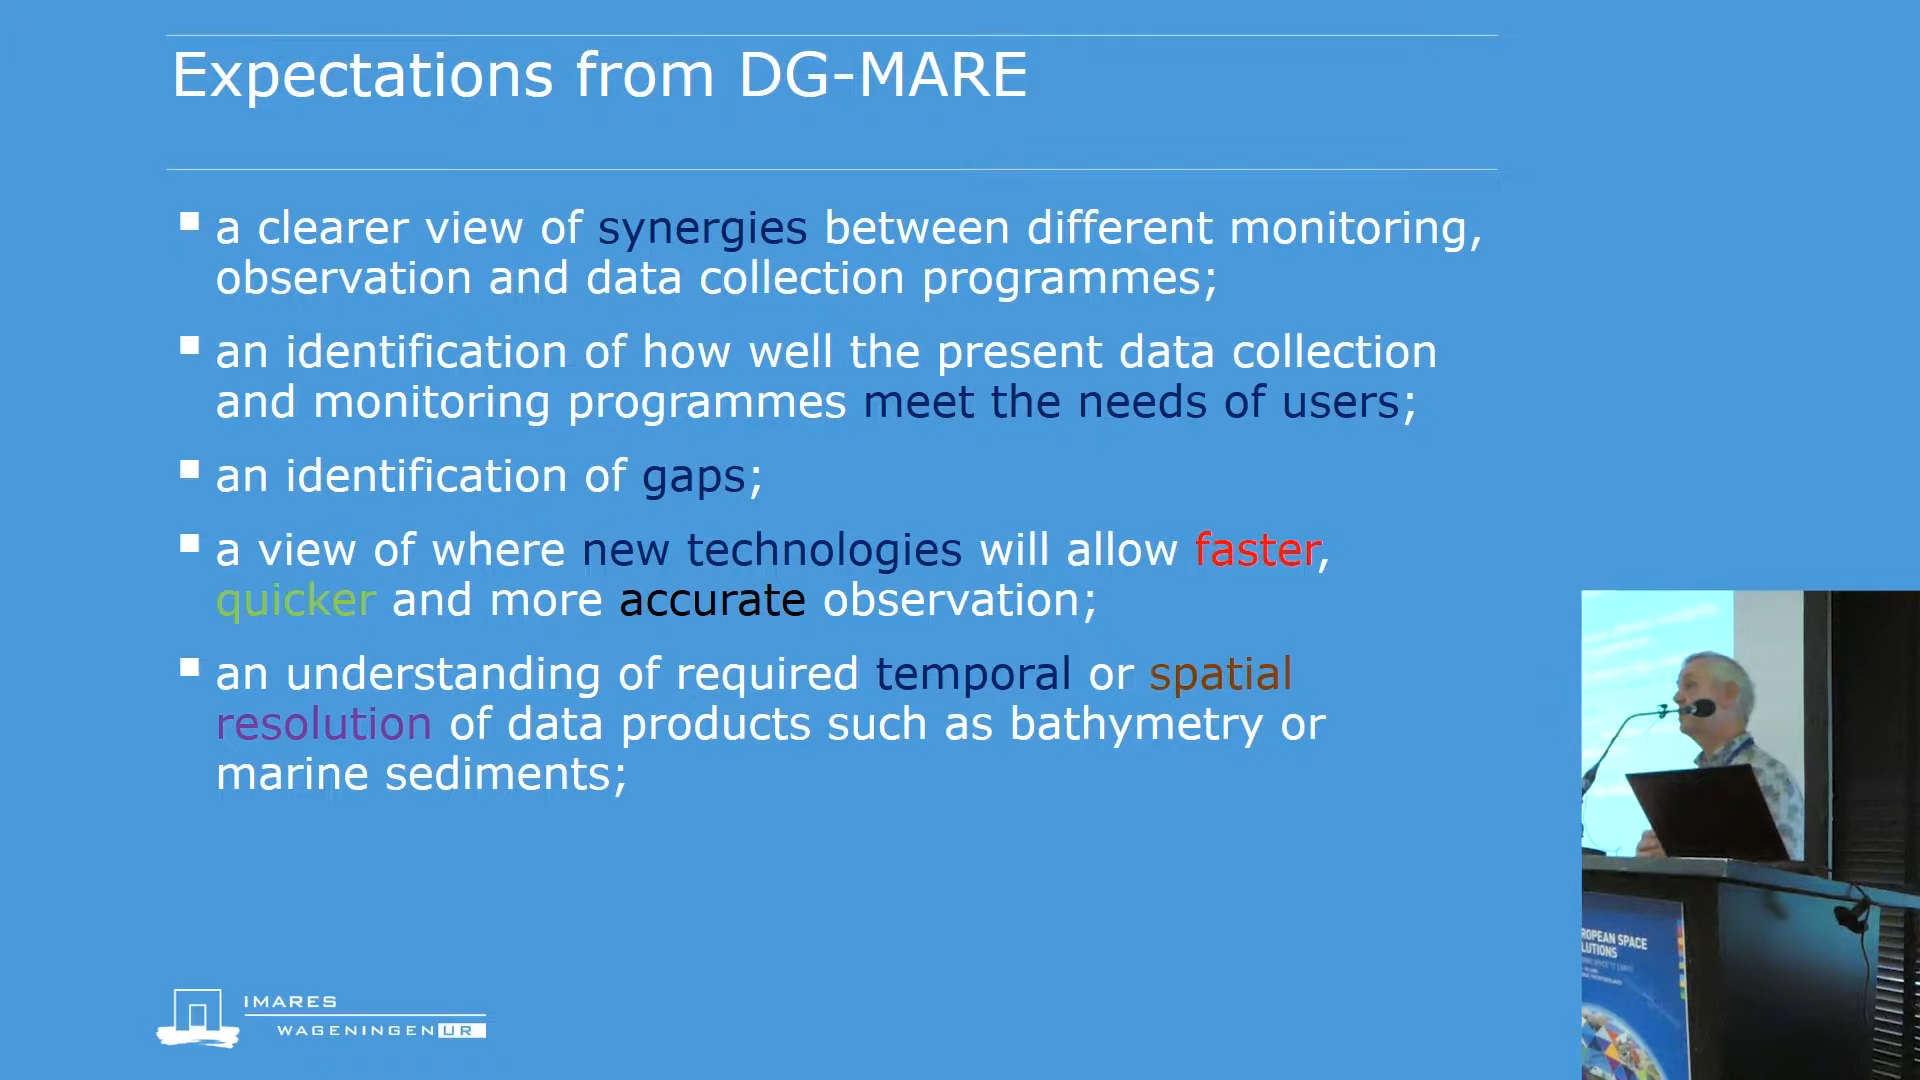 Expectations from DG-MARE
a clearer view of synergies between different monitoring,
observation and data collection programmes;
an identification of how well the present data collection
and monitoring programmes meet the needs of users;
an identification of gaps;
a view of where new technologies will allow faster,
quicker and more accurate observation;
an understanding of required temporal or spatial
resolution of data products such as bathymetry or
marine sediments;
IMARES
WAGENINGEN UR
ROPEAN SPACE
LUTIONS